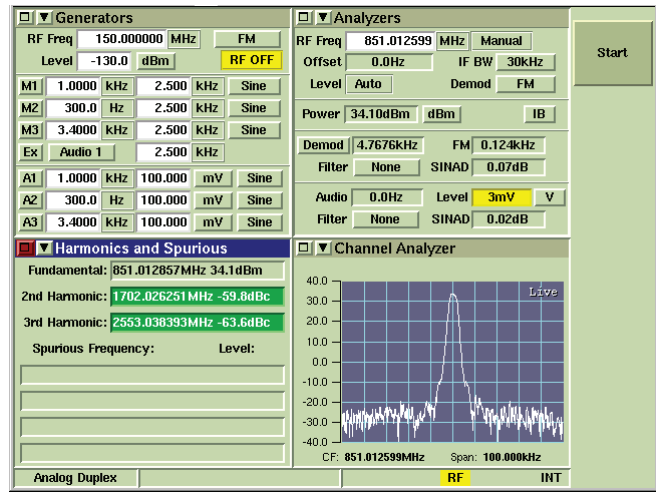 Generators
RF Freq 150.000000 MHz FM
Level -130.0 dBm RF OFF
M1 1.0000 kHz 2.500 kHz Sine
M2 300.0 Hz 2.500 kHz Sine
M3 3.4000 kHz 2.500 kHz Sine
Ex Audio 1 2.500 kHz
A1 1.0000 kHz 100.000 mV Sine
A2 300.0 Hz 100.000 mV Sine
A3 3.4000 kHz 100.000 mV Sine
Analyzers
RF Freq 851.012599 MHz Manual
Offset 0.0Hz IF BW 30kHz
Level Auto Demod FM
Power 34.10dBm dBm IB
Demod 4.7676kHz FM 0.124kHz
Filter None SINAD 0.07dB
Audio 0.0Hz Level 3mV V
Filter None SINAD 0.02dB
Start
Harmonics and Spurious
Fundamental: 851.012857MHz 34.1dBm
2nd Harmonic: 1702.026251MHz -59.8dBc
3rd Harmonic: 2553.038393MHz -63.6dBc
Spurious Frequency: Level:
Channel Analyzer
Live
40.0
30.0
20.0
10.0
0.0
-10.0
-20.0
-30.0
-40.0
CF: 851.012599MHz Span: 100.000kHz
Analog Duplex RF INT